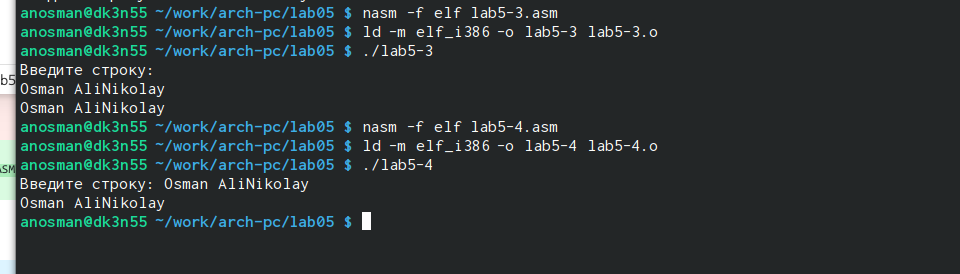 anosman@dk3n55 ~/work/arch-pc/lab05 $ nasm -f elf lab5-3.asm
anosman@dk3n55 ~/work/arch-pc/lab05 $ ld -m elf_i386 -o lab5-3 lab5-3.o
anosman@dk3n55 ~/work/arch-pc/lab05 $ ./lab5-3
Введите строку:
Osman AliNikolay
Osman AliNikolay
anosman@dk3n55 ~/work/arch-pc/lab05 $ nasm -f elf lab5-4.asm
anosman@dk3n55 ~/work/arch-pc/lab05 $ ld -m elf_i386 -o lab5-4 lab5-4.o
anosman@dk3n55 ~/work/arch-pc/lab05 $ ./lab5-4
Введите строку: Osman AliNikolay
Osman AliNikolay
anosman@dk3n55 ~/work/arch-pc/lab05 $